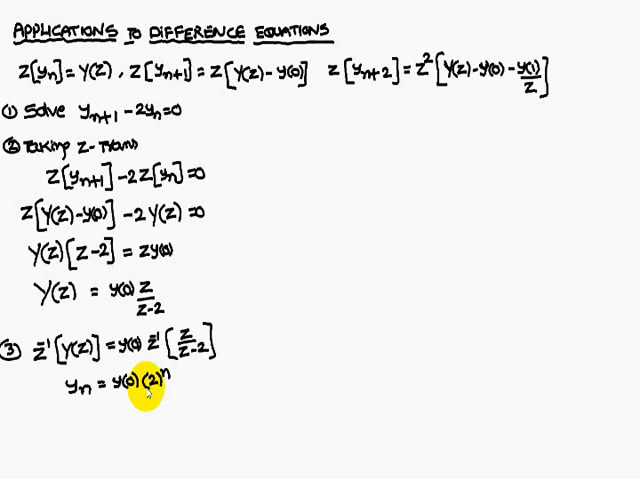 APPLICATIONS TO DIFFERENCE EQUATIONS
Z[yₙ] = Y(z) , Z[yₙ₊₁] = z[Y(z) - y(0)]   Z[yₙ₊₂] = z²[Y(z) - y(0) - y(1)/z]
① Solve yₙ₊₁ - 2yₙ = 0
② Taking Z-Trans
Z[yₙ₊₁] - 2Z[yₙ] = 0
z[Y(z) - y(0)] - 2Y(z) = 0
Y(z)[z - 2] = zy(0)
Y(z) = y(0) z/z-2
③ Z⁻¹[Y(z)] = y(0) Z⁻¹[z/z-2]
yₙ = y(0) (2)ⁿ